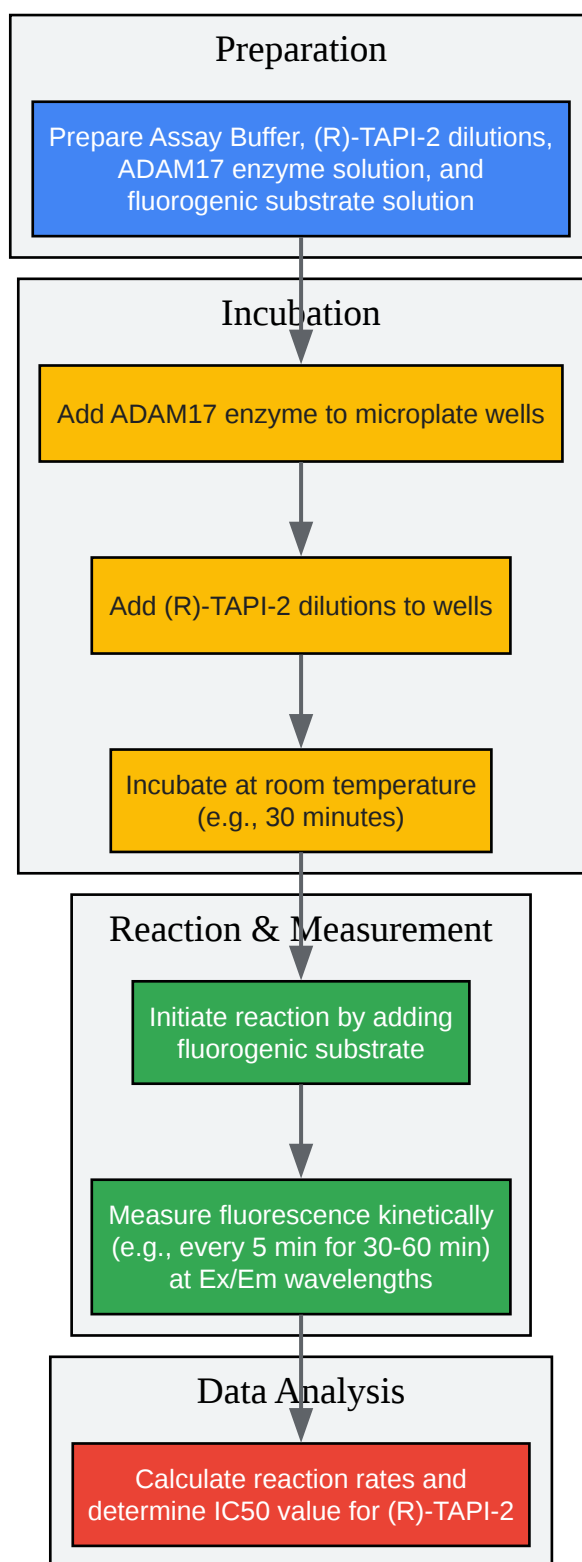 Preparation
Prepare Assay Buffer, (R)-TAPI-2 dilutions,
ADAM17 enzyme solution, and
fluorogenic substrate solution
Incubation
Add ADAM17 enzyme to microplate wells
Add (R)-TAPI-2 dilutions to wells
Incubate at room temperature
(e.g., 30 minutes)
Reaction & Measurement
Initiate reaction by adding
fluorogenic substrate
Measure fluorescence kinetically
(e.g., every 5 min for 30-60 min)
at Ex/Em wavelengths
Data Analysis
Calculate reaction rates and
determine IC50 value for (R)-TAPI-2